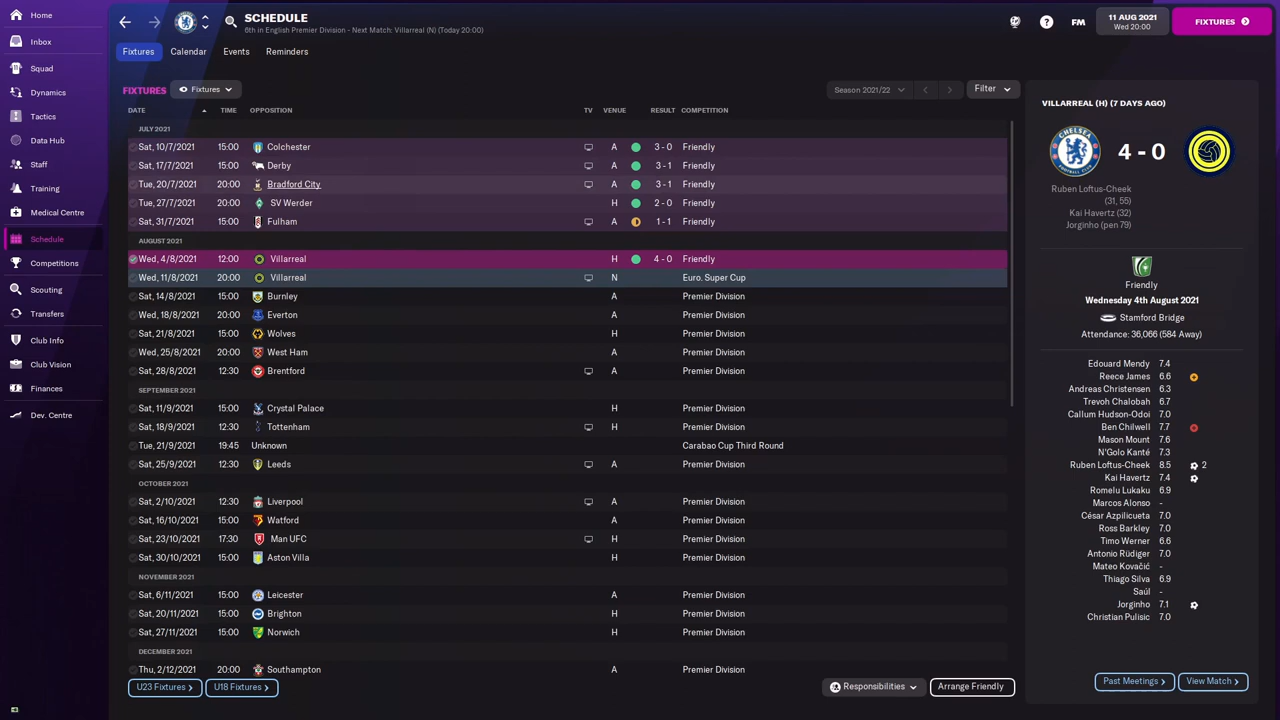 Home
Inbox
Squad
Dynamics
Tactics
Data Hub
Staff
Training
Medical Centre
Schedule
Competitions
Scouting
Transfers
Club Info
Club Vision
Finances
Dev. Centre
SCHEDULE
6th in English Premier Division - Next Match: Villarreal (N) (Today 20:00)
? FM 11 AUG 2021 FIXTURES
Wed 20:00
Fixtures Calendar Events Reminders
FIXTURES Fixtures Season 2021/22 Filter
DATE TIME OPPOSITION TV VENUE RESULT COMPETITION
JULY 2021
Sat, 10/7/2021 15:00 Colchester A 3 - 0 Friendly
Sat, 17/7/2021 15:00 Derby A 3 - 1 Friendly
Tue, 20/7/2021 20:00 Bradford City A 3 - 1 Friendly
Tue, 27/7/2021 20:00 SV Werder H 2 - 0 Friendly
Sat, 31/7/2021 15:00 Fulham A 1 - 1 Friendly
AUGUST 2021
Wed, 4/8/2021 12:00 Villarreal H 4 - 0 Friendly
Wed, 11/8/2021 20:00 Villarreal N Euro. Super Cup
Sat, 14/8/2021 15:00 Burnley A Premier Division
Wed, 18/8/2021 20:00 Everton A Premier Division
Sat, 21/8/2021 15:00 Wolves H Premier Division
Wed, 25/8/2021 20:00 West Ham A Premier Division
Sat, 28/8/2021 12:30 Brentford A Premier Division
SEPTEMBER 2021
Sat, 11/9/2021 15:00 Crystal Palace H Premier Division
Sat, 18/9/2021 12:30 Tottenham H Premier Division
Tue, 21/9/2021 19:45 Unknown Carabao Cup Third Round
Sat, 25/9/2021 12:30 Leeds A Premier Division
OCTOBER 2021
Sat, 2/10/2021 12:30 Liverpool A Premier Division
Sat, 16/10/2021 15:00 Watford A Premier Division
Sat, 23/10/2021 17:30 Man UFC H Premier Division
Sat, 30/10/2021 15:00 Aston Villa H Premier Division
NOVEMBER 2021
Sat, 6/11/2021 15:00 Leicester A Premier Division
Sat, 20/11/2021 15:00 Brighton H Premier Division
Sat, 27/11/2021 15:00 Norwich H Premier Division
DECEMBER 2021
Thu, 2/12/2021 20:00 Southampton A Premier Division
U23 Fixtures U18 Fixtures Responsibilities Arrange Friendly
VILLARREAL (H) (7 DAYS AGO)
CHELSEA
FOOTBALL CLUB
4 - 0
Ruben Loftus-Cheek
(31, 55)
Kai Havertz (32)
Jorginho (pen 79)
Friendly
Wednesday 4th August 2021
Stamford Bridge
Attendance: 36,066 (584 Away)
Edouard Mendy 7.4
Reece James 6.6
Andreas Christensen 6.3
Trevoh Chalobah 6.7
Callum Hudson-Odoi 7.0
Ben Chilwell 7.7
Mason Mount 7.6
N'Golo Kanté 7.3
Ruben Loftus-Cheek 8.5 2
Kai Havertz 7.4
Romelu Lukaku 6.9
Marcos Alonso -
César Azpilicueta 7.0
Ross Barkley 7.0
Timo Werner 6.6
Antonio Rüdiger 7.0
Mateo Kovačić -
Thiago Silva 6.9
Saúl -
Jorginho 7.1
Christian Pulisic 7.0
Past Meetings View Match